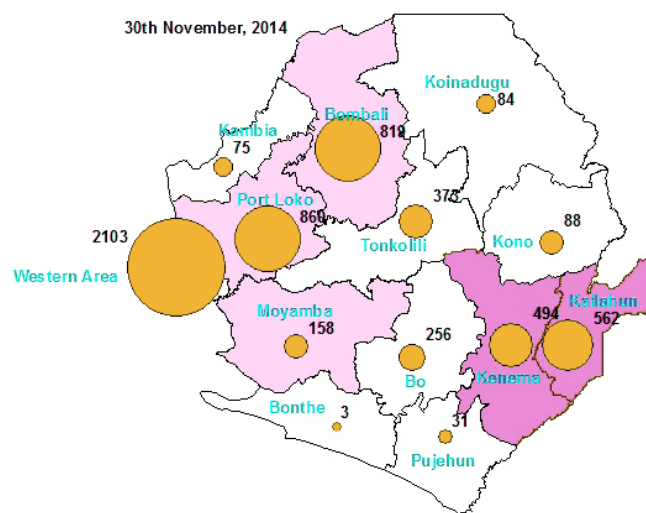 30th November, 2014
Koinadugu
84
Bombali
819
Kambia
75
Port Loko
860
373
Tonkolili
88
Kono
2103
Western Area
Kailahun
562
494
Kenema
Moyamba
158
256
Bo
Bonthe
3
31
Pujehun